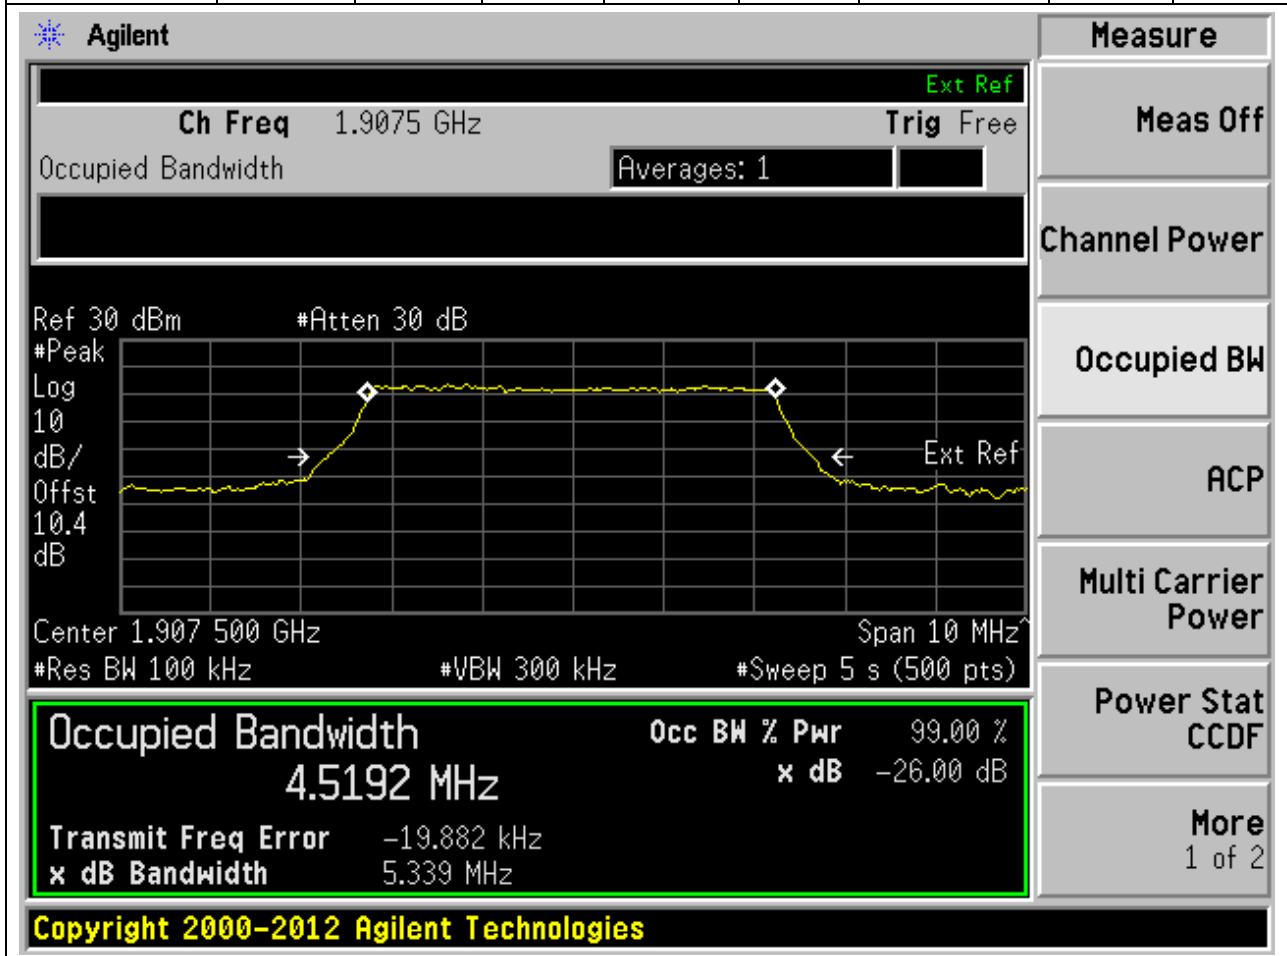 Agilent
Measure
Ext Ref
Ch Freq 1.9075 GHz Trig Free
Meas Off
Occupied Bandwidth Averages: 1
Channel Power
Ref 30 dBm #Atten 30 dB
#Peak
Log
10
dB/
Offst
10.4
dB
Ext Ref
Occupied BW
ACP
Center 1.907 500 GHz Span 10 MHz^
#Res BW 100 kHz #VBW 300 kHz #Sweep 5 s (500 pts)
Multi Carrier
Power
Occupied Bandwidth Occ BW % Pwr 99.00 %
4.5192 MHz x dB -26.00 dB
Transmit Freq Error -19.882 kHz
x dB Bandwidth 5.339 MHz
Power Stat
CCDF
More
1 of 2
Copyright 2000-2012 Agilent Technologies